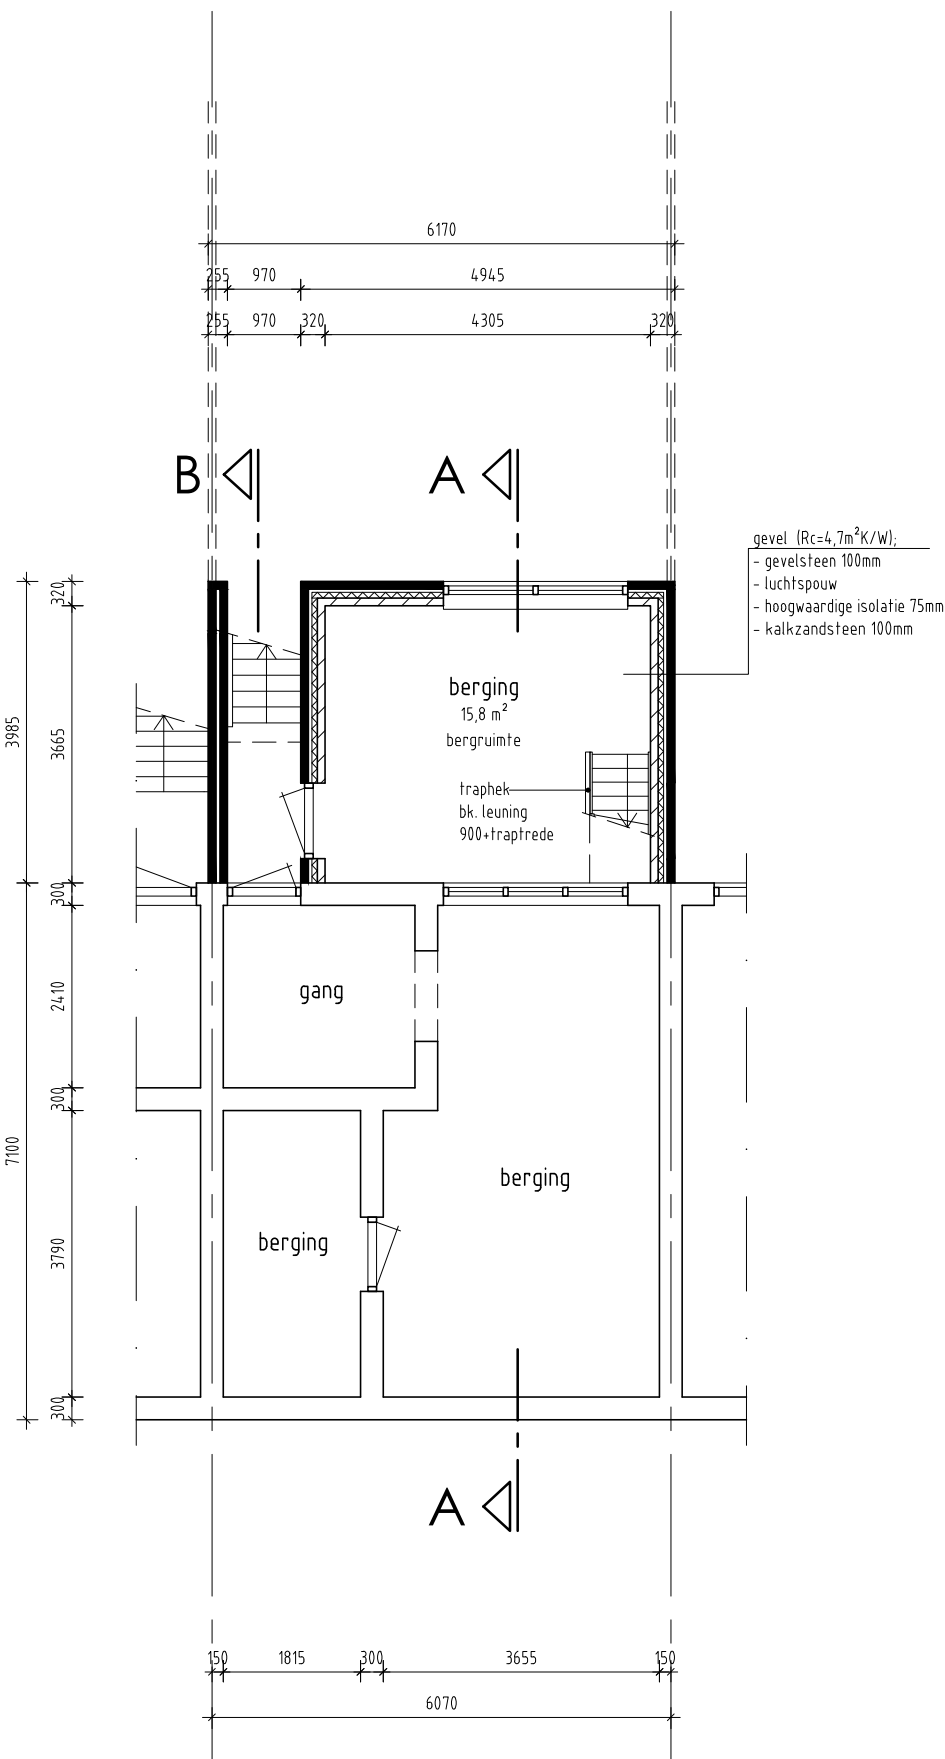 6170
255 970 4945
255 970 320 4305 320
B A
gevel (Rc=4,7m²K/W);
- gevelsteen 100mm
- luchtspouw
- hoogwaardige isolatie 75mm
- kalkzandsteen 100mm
320
3985
3665
berging
15,8 m²
bergruimte
traphek
bk. leuning
900+traptrede
300
2410
gang
300
7100
berging
3790
berging
300
A
150 1815 300 3655 150
6070